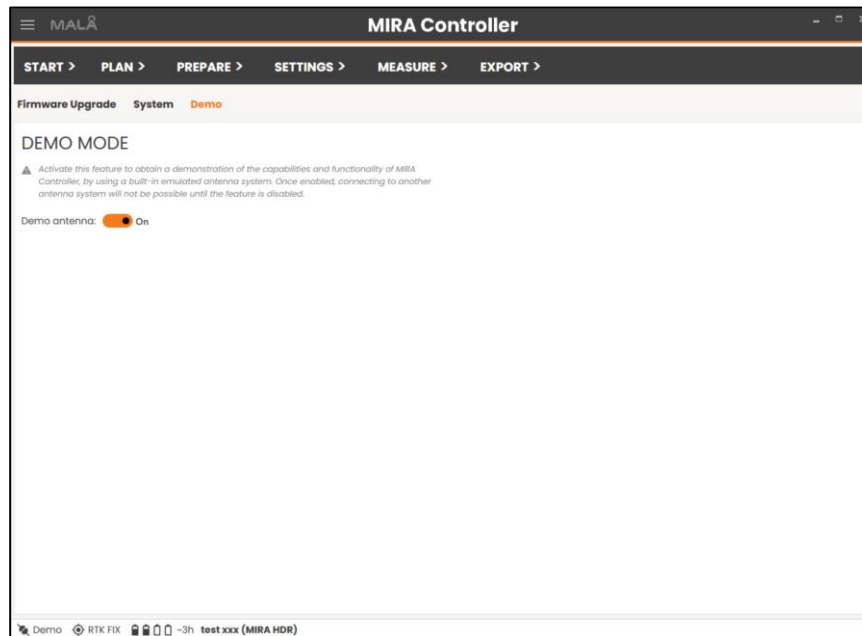 MALÅ
MIRA Controller
START > PLAN > PREPARE > SETTINGS > MEASURE > EXPORT >
Firmware Upgrade System Demo
DEMO MODE
Activate this feature to obtain a demonstration of the capabilities and functionality of MIRA
Controller, by using a built-in emulated antenna system. Once enabled, connecting to another
antenna system will not be possible until the feature is disabled.
Demo antenna: On
Demo RTK FIX ~3h test xxx (MIRA HDR)